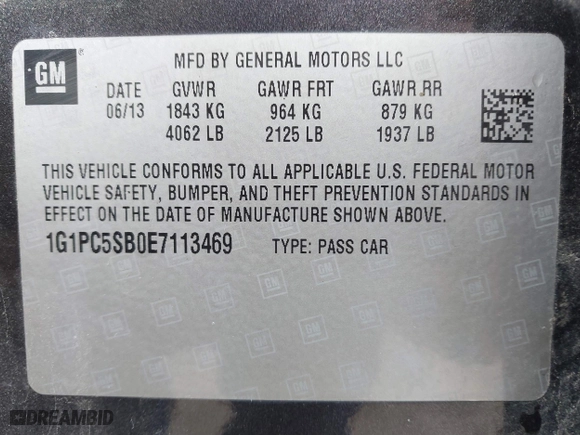 GM
MFD BY GENERAL MOTORS LLC
DATE GVWR GAWR FRT GAWR RR
06/13 1843 KG 964 KG 879 KG
4062 LB 2125 LB 1937 LB
THIS VEHICLE CONFORMS TO ALL APPLICABLE U.S. FEDERAL MOTOR
VEHICLE SAFETY, BUMPER, AND THEFT PREVENTION STANDARDS IN
EFFECT ON THE DATE OF MANUFACTURE SHOWN ABOVE.
1G1PC5SB0E7113469 TYPE: PASS CAR
DREAMBID